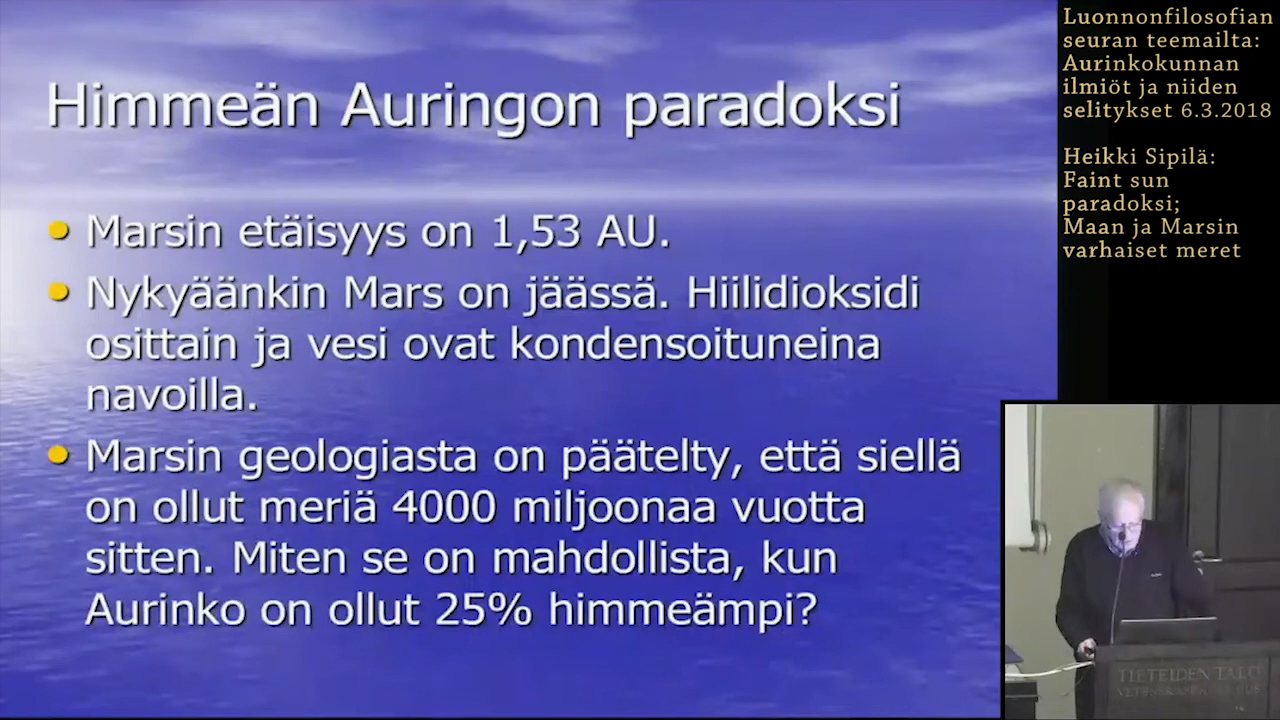 Himmeän Auringon paradoksi
Marsin etäisyys on 1,53 AU.
Nykyäänkin Mars on jäässä. Hiilidioksidi
osittain ja vesi ovat kondensoituneina
navoilla.
Marsin geologiasta on päätelty, että siellä
on ollut meriä 4000 miljoonaa vuotta
sitten. Miten se on mahdollista, kun
Aurinko on ollut 25% himmeämpi?
Luonnonfilosofian
seuran teemailta:
Aurinkokunnan
ilmiöt ja niiden
selitykset 6.3.2018
Heikki Sipilä:
Faint sun
paradoksi;
Maan ja Marsin
varhaiset meret
TIETEIDEN TALO